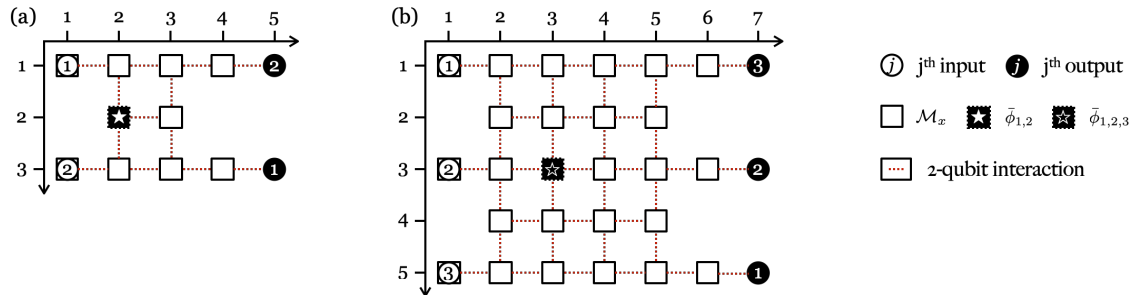 (a) 1 2 3 4 5 (b) 1 2 3 4 5 6 7
1 1 2 1 1 3 j jth input j jth output
2 2 ℳₓ ϕ̄₁,₂ ϕ̄₁,₂,₃
3 2 1 3 2 2 2-qubit interaction
4
5 3 1